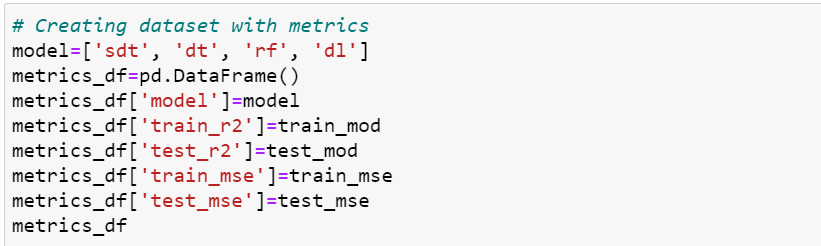 # Creating dataset with metrics
model=['sdt', 'dt', 'rf', 'dl']
metrics_df=pd.DataFrame()
metrics_df['model']=model
metrics_df['train_r2']=train_mod
metrics_df['test_r2']=test_mod
metrics_df['train_mse']=train_mse
metrics_df['test_mse']=test_mse
metrics_df